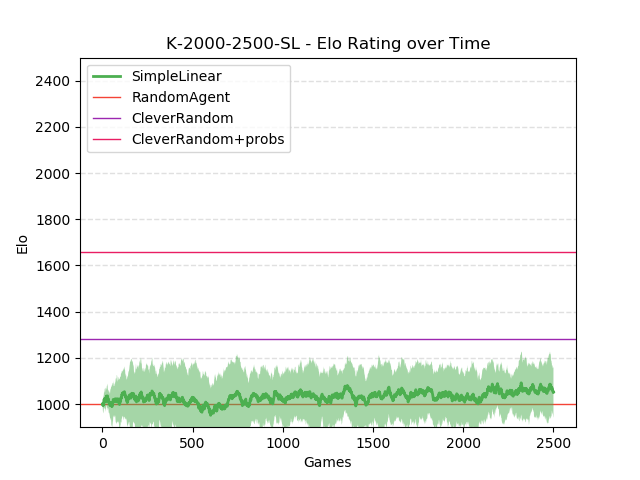 K-2000-2500-SL - Elo Rating over Time
SimpleLinear
RandomAgent
CleverRandom
CleverRandom+probs
2400
2200
2000
1800
1600
1400
1200
1000
Elo
0
500
1000
1500
2000
2500
Games